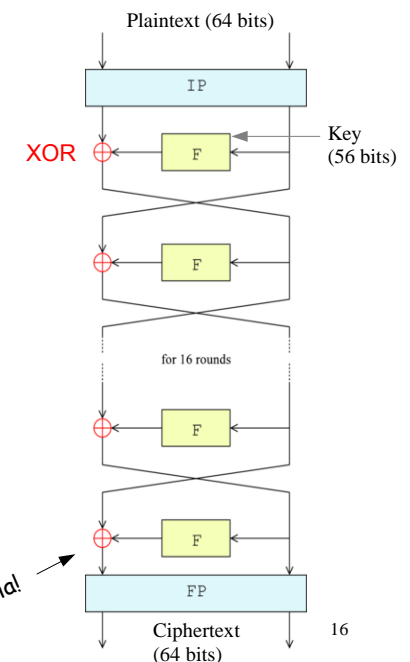 Plaintext (64 bits)
IP
XOR
F
Key
(56 bits)
F
for 16 rounds
F
F
FP
Ciphertext
(64 bits)
16